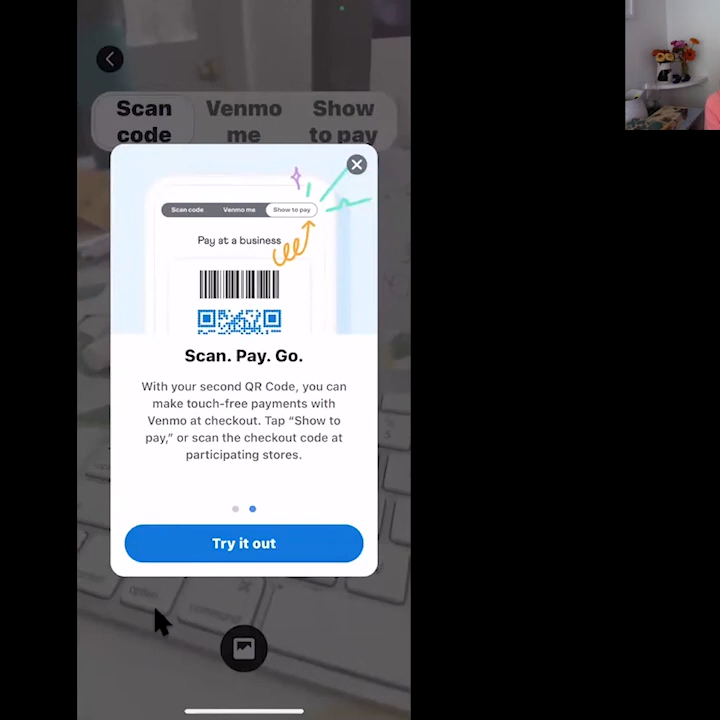 Scan code
Venmo me
Show to pay
Scan code
Venmo me
Show to pay
Pay at a business
Scan. Pay. Go.
With your second QR Code, you can
make touch-free payments with
Venmo at checkout. Tap “Show to
pay,” or scan the checkout code at
participating stores.
Try it out
option
command